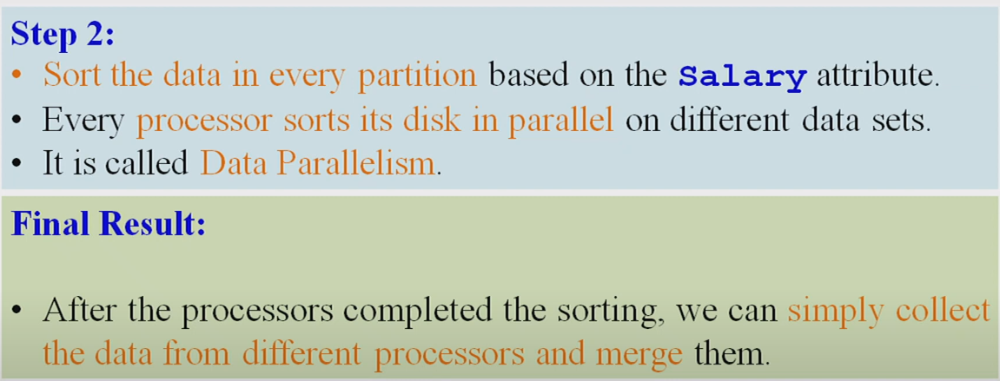 Step 2:
• Sort the data in every partition based on the Salary attribute.
• Every processor sorts its disk in parallel on different data sets.
• It is called Data Parallelism.
Final Result:
• After the processors completed the sorting, we can simply collect
the data from different processors and merge them.